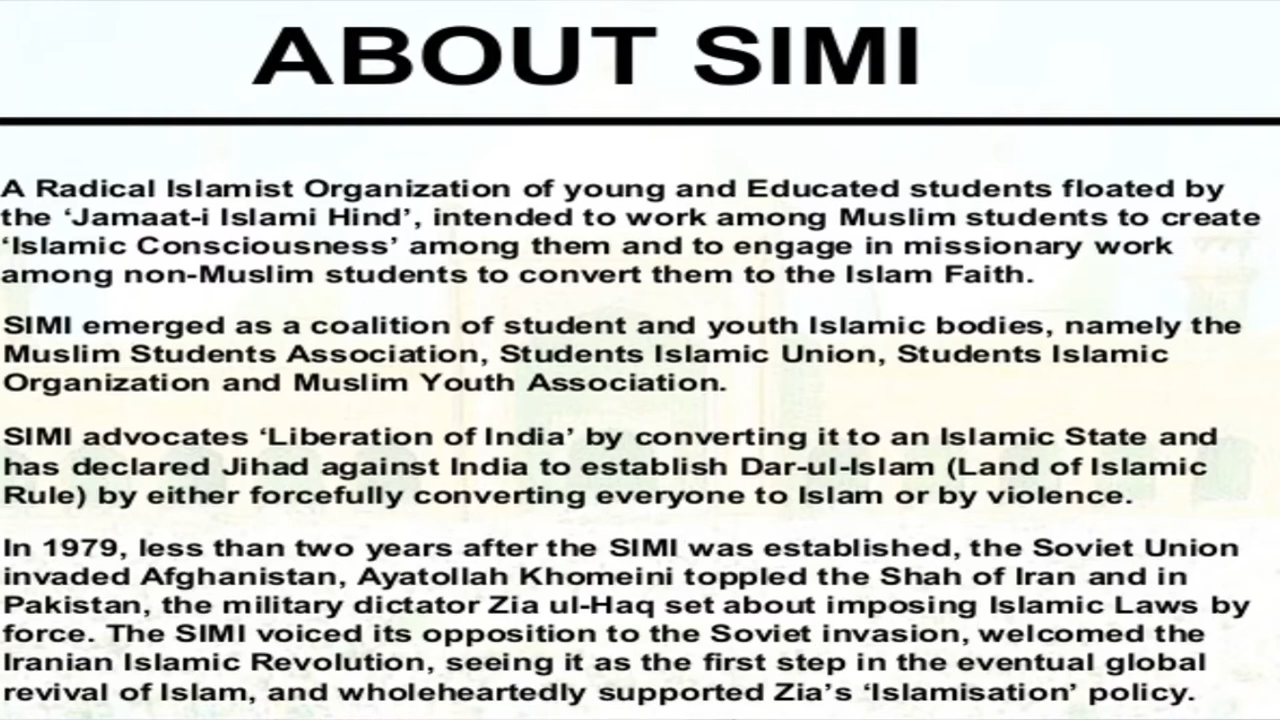 ABOUT SIMI
A Radical Islamist Organization of young and Educated students floated by
the ‘Jamaat-i Islami Hind’, intended to work among Muslim students to create
‘Islamic Consciousness’ among them and to engage in missionary work
among non-Muslim students to convert them to the Islam Faith.
SIMI emerged as a coalition of student and youth Islamic bodies, namely the
Muslim Students Association, Students Islamic Union, Students Islamic
Organization and Muslim Youth Association.
SIMI advocates ‘Liberation of India’ by converting it to an Islamic State and
has declared Jihad against India to establish Dar-ul-Islam (Land of Islamic
Rule) by either forcefully converting everyone to Islam or by violence.
In 1979, less than two years after the SIMI was established, the Soviet Union
invaded Afghanistan, Ayatollah Khomeini toppled the Shah of Iran and in
Pakistan, the military dictator Zia ul-Haq set about imposing Islamic Laws by
force. The SIMI voiced its opposition to the Soviet invasion, welcomed the
Iranian Islamic Revolution, seeing it as the first step in the eventual global
revival of Islam, and wholeheartedly supported Zia’s ‘Islamisation’ policy.